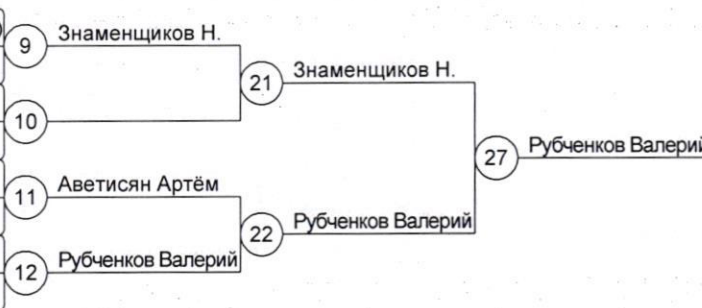 9
Знаменщиков Н.
21
Знаменщиков Н.
10
27
Рубченков Валерий
11
Аветисян Артём
22
Рубченков Валерий
12
Рубченков Валерий